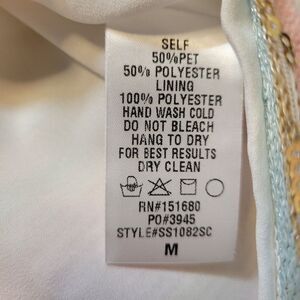 SELF
50%PET
50% POLYESTER
LINING
100% POLYESTER
HAND WASH COLD
DO NOT BLEACH
HANG TO DRY
FOR BEST RESULTS
DRY CLEAN
RN#151680
PO#3945
STYLE#SS1082SC
M